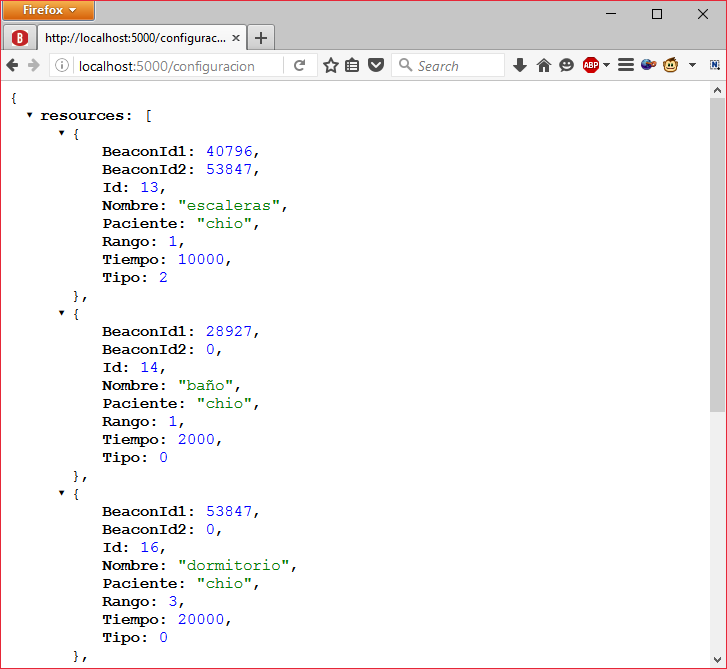 Firefox
B
http://localhost:5000/configurac...
localhost:5000/configuracion
Search
ABP
N
{
resources: [
{
BeaconId1: 40796,
BeaconId2: 53847,
Id: 13,
Nombre: "escaleras",
Paciente: "chio",
Rango: 1,
Tiempo: 10000,
Tipo: 2
},
{
BeaconId1: 28927,
BeaconId2: 0,
Id: 14,
Nombre: "baño",
Paciente: "chio",
Rango: 1,
Tiempo: 2000,
Tipo: 0
},
{
BeaconId1: 53847,
BeaconId2: 0,
Id: 16,
Nombre: "dormitorio",
Paciente: "chio",
Rango: 3,
Tiempo: 20000,
Tipo: 0
},